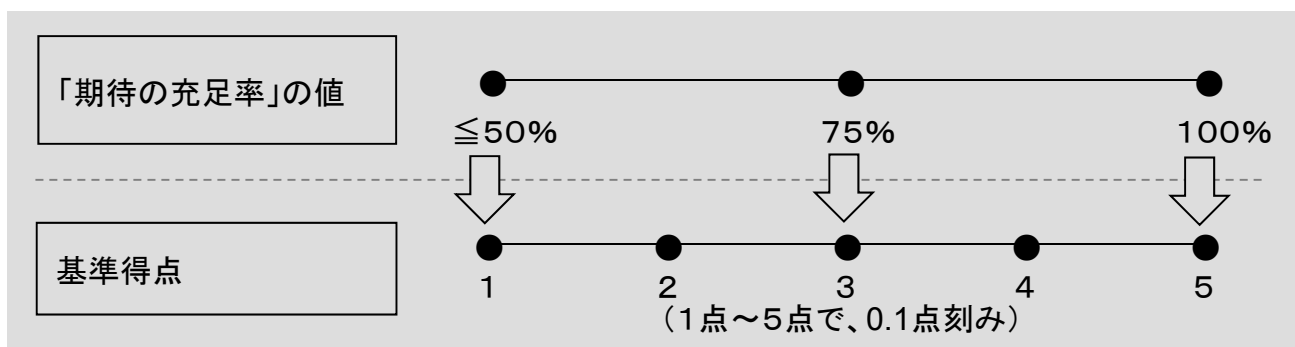 「期待の充足率」の値
≦50% 75% 100%
基準得点
1 2 3 4 5
（1点～5点で、0.1点刻み）